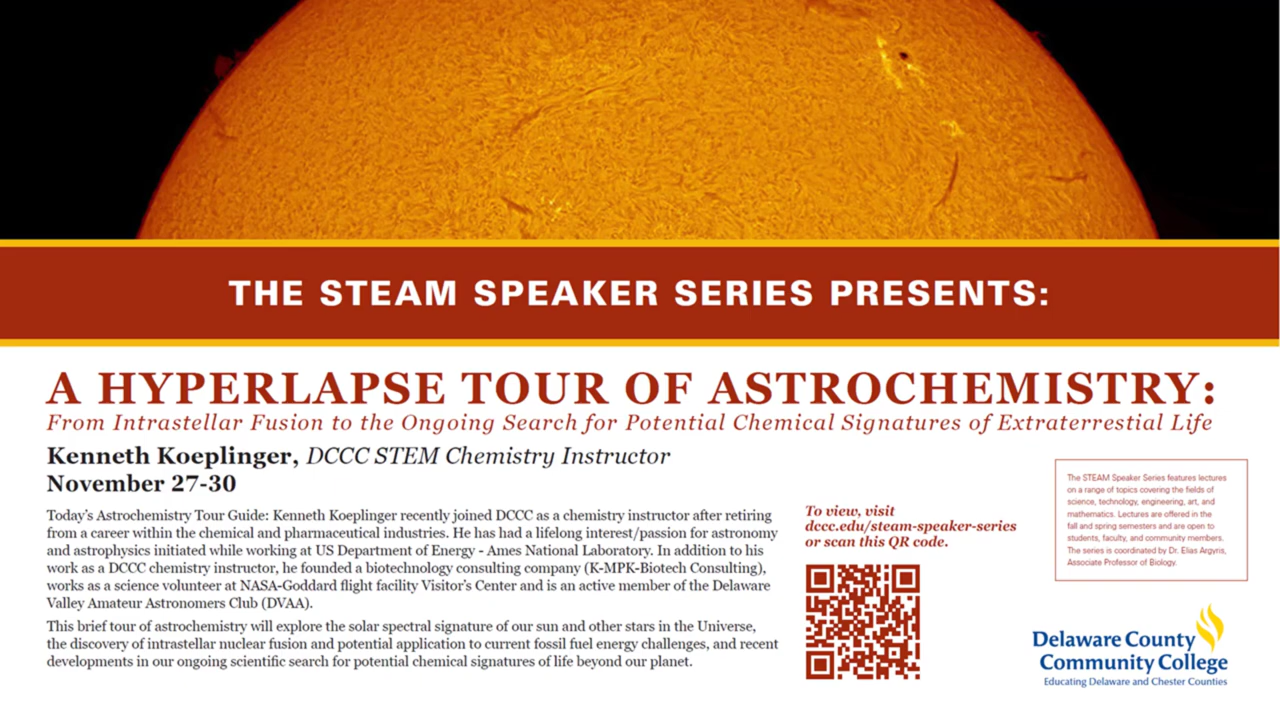 THE STEAM SPEAKER SERIES PRESENTS:
A HYPERLAPSE TOUR OF ASTROCHEMISTRY:
From Intrastellar Fusion to the Ongoing Search for Potential Chemical Signatures of Extraterrestial Life
Kenneth Koeplinger, DCCC STEM Chemistry Instructor
November 27-30
Today's Astrochemistry Tour Guide: Kenneth Koeplinger recently joined DCCC as a chemistry instructor after retiring
from a career within the chemical and pharmaceutical industries. He has had a lifelong interest/passion for astronomy
and astrophysics initiated while working at US Department of Energy - Ames National Laboratory. In addition to his
work as a DCCC chemistry instructor, he founded a biotechnology consulting company (K-MPK-Biotech Consulting),
works as a science volunteer at NASA-Goddard flight facility Visitor's Center and is an active member of the Delaware
Valley Amateur Astronomers Club (DVAA).
This brief tour of astrochemistry will explore the solar spectral signature of our sun and other stars in the Universe,
the discovery of intrastellar nuclear fusion and potential application to current fossil fuel energy challenges, and recent
developments in our ongoing scientific search for potential chemical signatures of life beyond our planet.
To view, visit
dccc.edu/steam-speaker-series
or scan this QR code.
The STEAM Speaker Series features lectures
on a range of topics covering the fields of
science, technology, engineering, art, and
mathematics. Lectures are offered in the
fall and spring semesters and are open to
students, faculty, and community members.
The series is coordinated by Dr. Elias Argyris,
Associate Professor of Biology.
Delaware County
Community College
Educating Delaware and Chester Counties